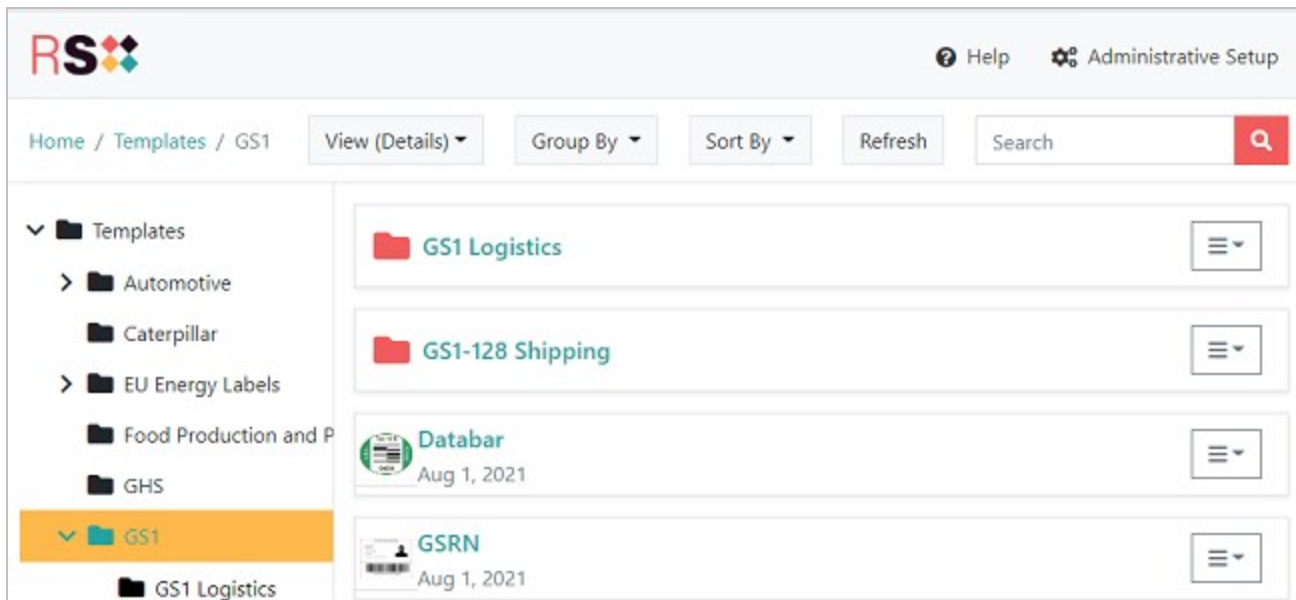 RS
Help Administrative Setup
Home / Templates / GS1 View (Details) Group By Sort By Refresh Search
Templates
Automotive
Caterpillar
EU Energy Labels
Food Production and P
GHS
GS1
GS1 Logistics
GS1 Logistics
GS1-128 Shipping
Databar
Aug 1, 2021
GSRN
Aug 1, 2021